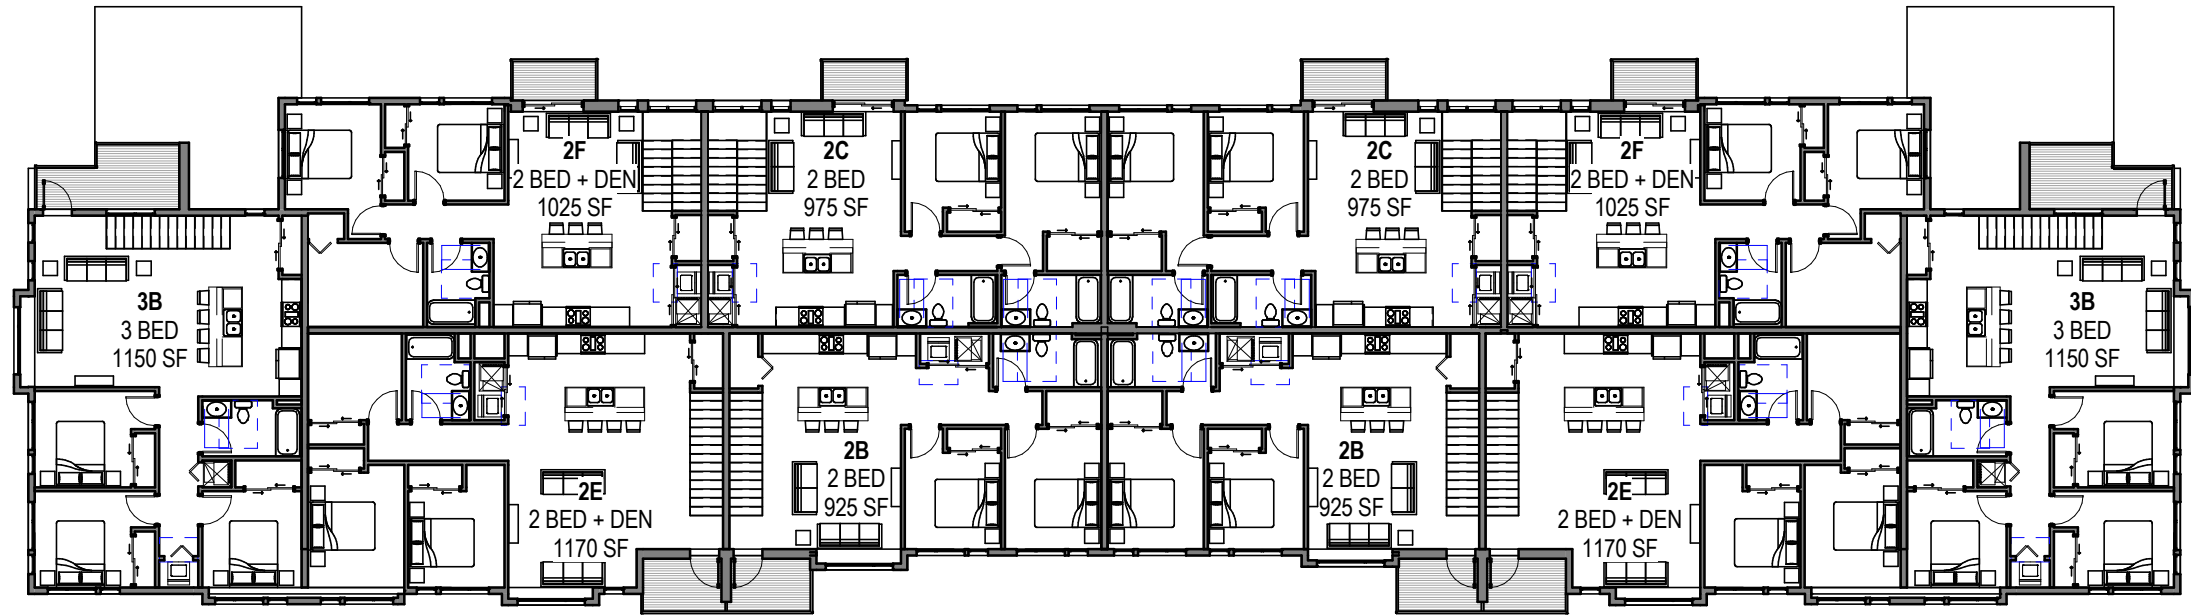 2F
2 BED + DEN
1025 SF
2C
2 BED
975 SF
2C
2 BED
975 SF
2F
2 BED + DEN
1025 SF
3B
3 BED
1150 SF
3B
3 BED
1150 SF
2E
2 BED + DEN
1170 SF
2B
2 BED
925 SF
2B
2 BED
925 SF
2E
2 BED + DEN
1170 SF